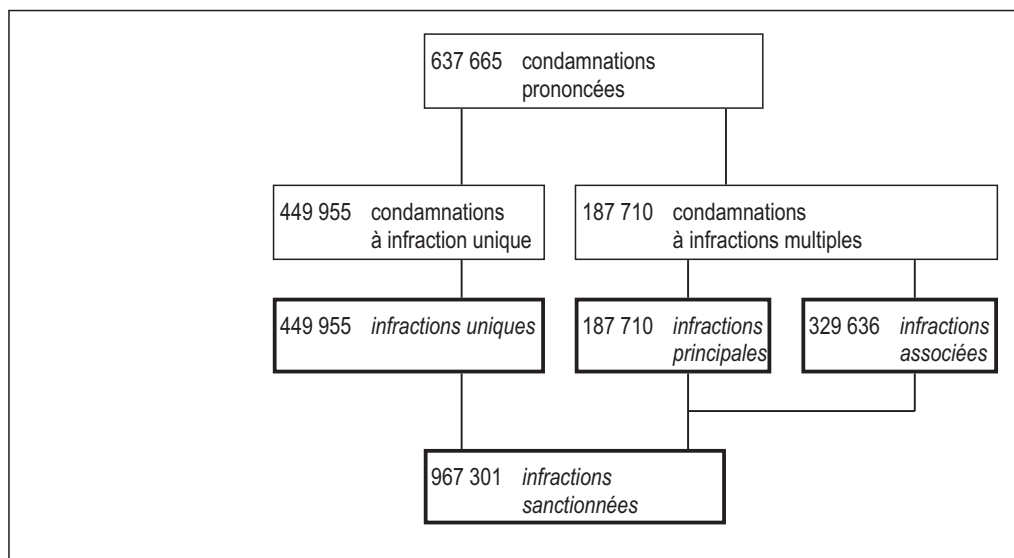 637 665 condamnations
prononcées
449 955 condamnations
à infraction unique
187 710 condamnations
à infractions multiples
449 955 infractions uniques
187 710 infractions
principales
329 636 infractions
associées
967 301 infractions
sanctionnées